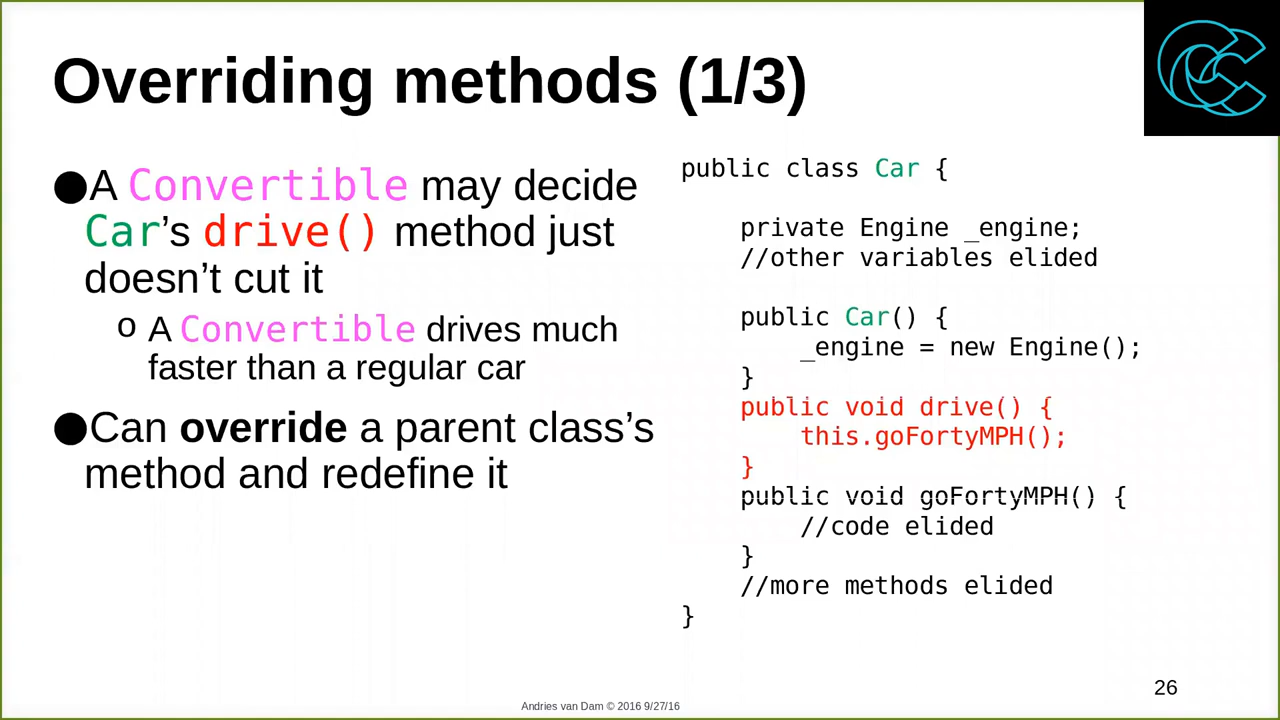 Overriding methods (1/3)
●A Convertible may decide
Car’s drive() method just
doesn’t cut it
o A Convertible drives much
faster than a regular car
●Can override a parent class’s
method and redefine it
public class Car {
private Engine _engine;
//other variables elided
public Car() {
_engine = new Engine();
}
public void drive() {
this.goFortyMPH();
}
public void goFortyMPH() {
//code elided
}
//more methods elided
}
Andries van Dam © 2016 9/27/16
26